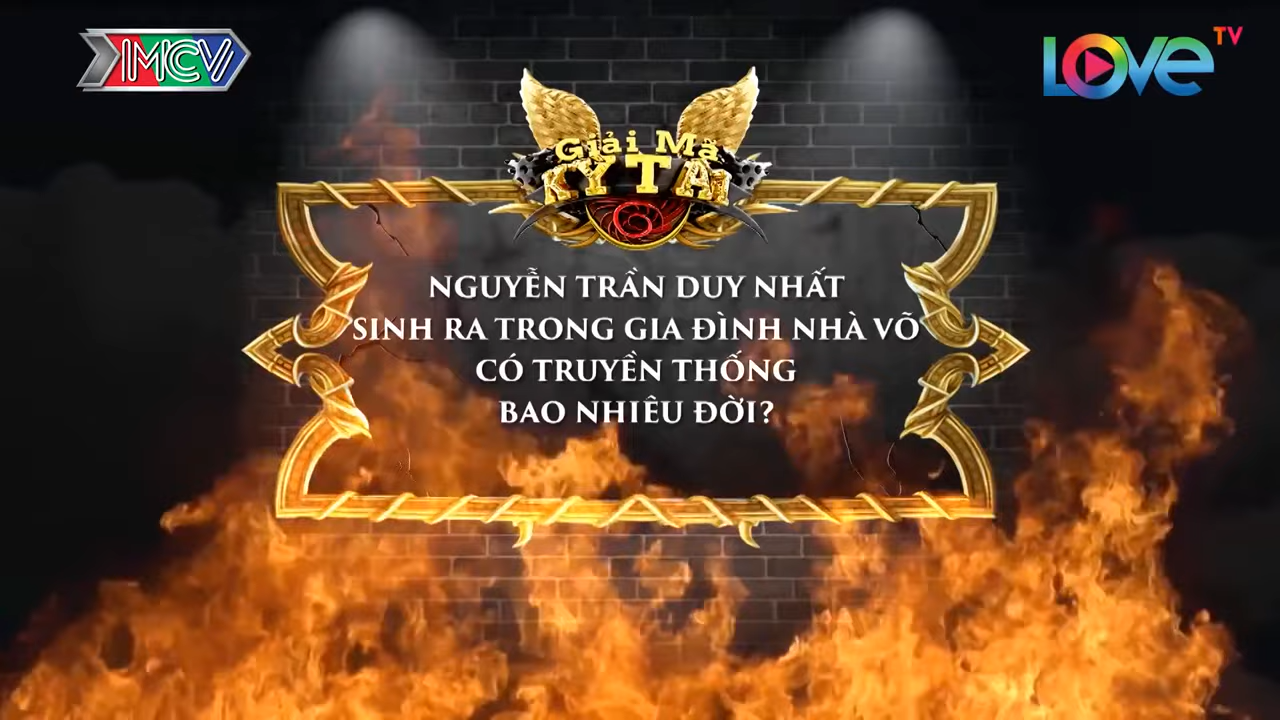 MCV
LOVE TV
Giải Mã
KỲ TÀI
NGUYỄN TRẦN DUY NHẤT
SINH RA TRONG GIA ĐÌNH NHÀ VÕ
CÓ TRUYỀN THỐNG
BAO NHIÊU ĐỜI?